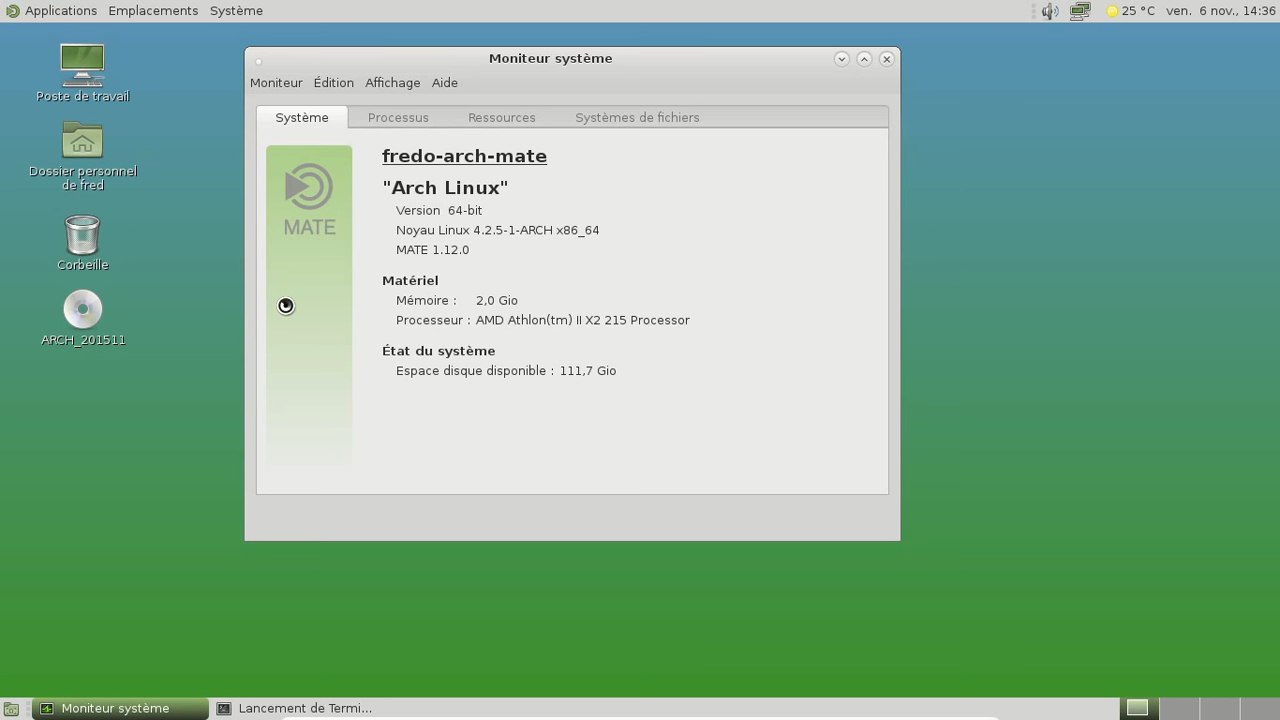 Applications Emplacements Système
25 °C ven. 6 nov., 14:36
Poste de travail
Dossier personnel
de fred
Corbeille
ARCH_201511
Moniteur système
Moniteur Édition Affichage Aide
Système Processus Ressources Systèmes de fichiers
MATE
fredo-arch-mate
"Arch Linux"
Version 64-bit
Noyau Linux 4.2.5-1-ARCH x86_64
MATE 1.12.0
Matériel
Mémoire : 2,0 Gio
Processeur : AMD Athlon(tm) II X2 215 Processor
État du système
Espace disque disponible : 111,7 Gio
Moniteur système
Lancement de Termi...